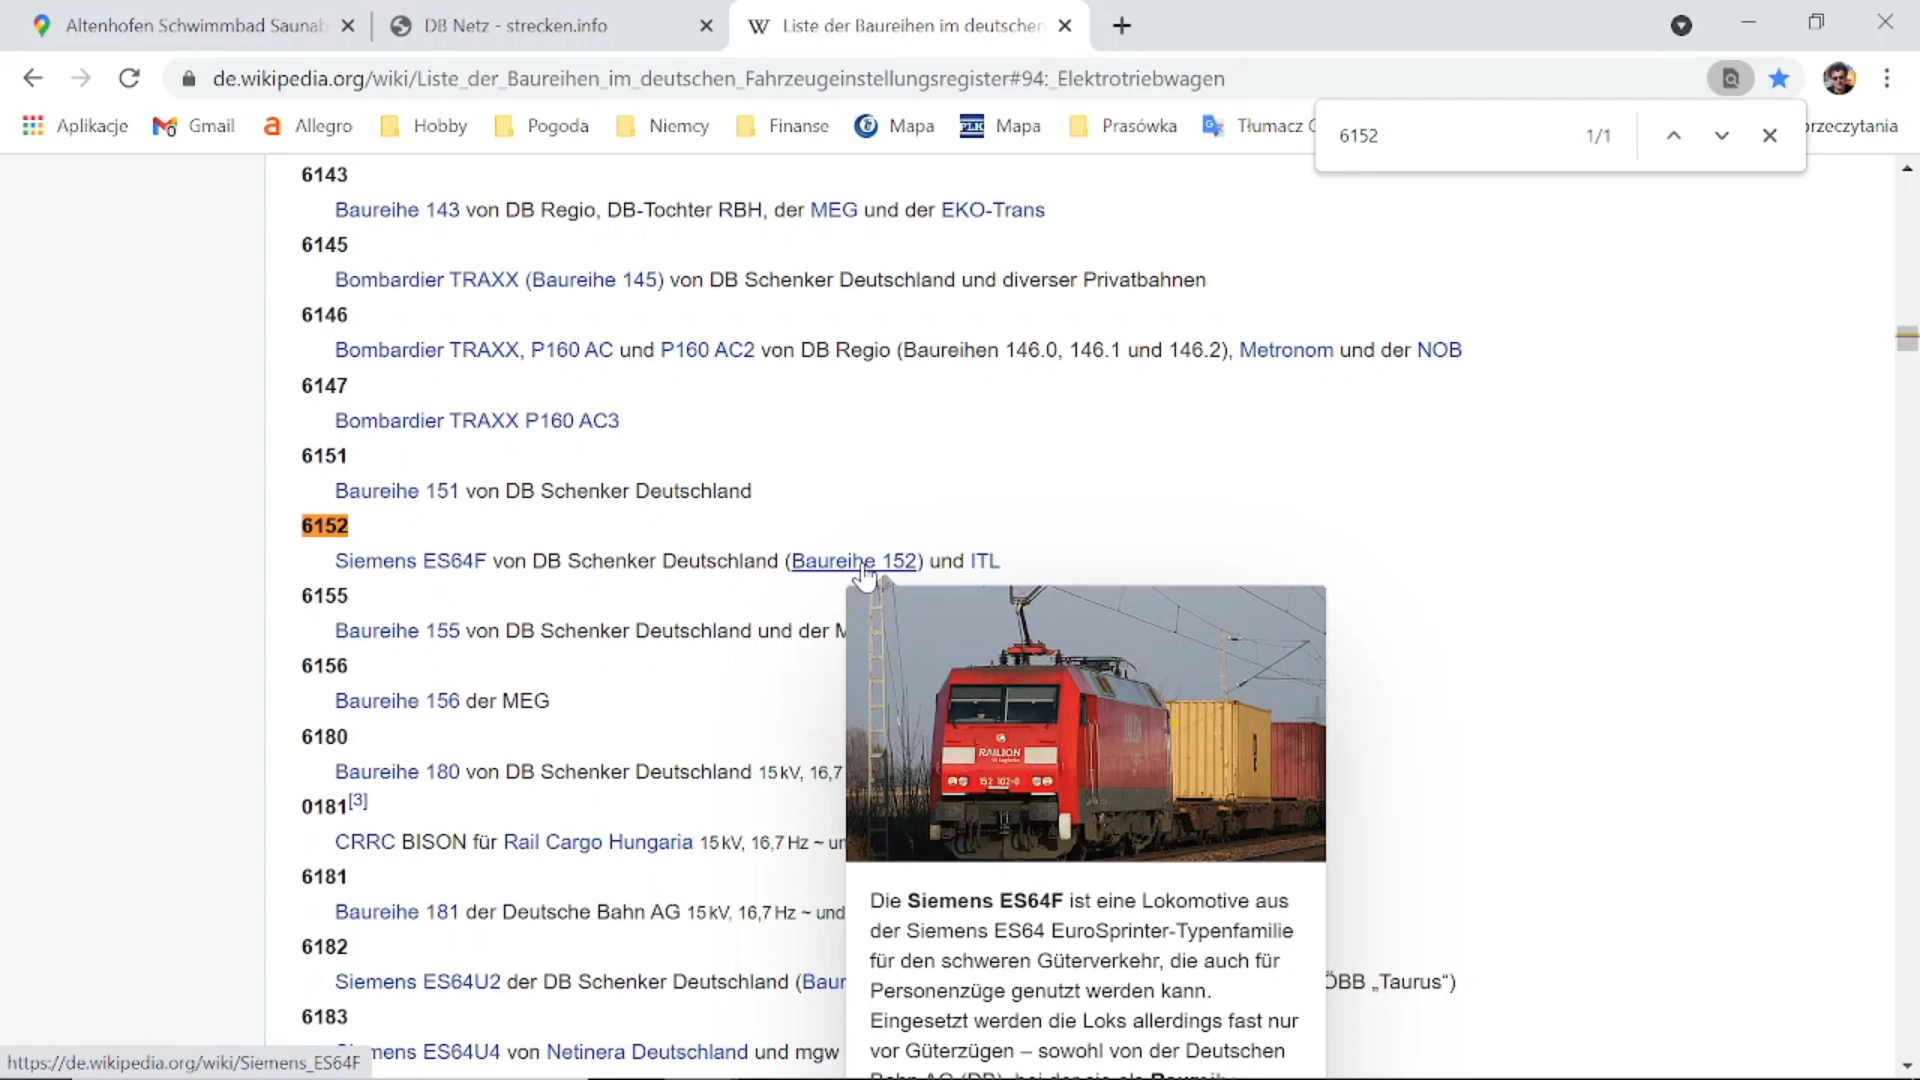 Altenhofen Schwimmbad Saunab
DB Netz - strecken.info
Liste der Baureihen im deutschen
de.wikipedia.org/wiki/Liste_der_Baureihen_im_deutschen_Fahrzeugeinstellungsregister#94:_Elektrotriebwagen
Aplikacje
Gmail
Allegro
Hobby
Pogoda
Niemcy
Finanse
Mapa
PLK Mapa
Prasówka
Tłumacz
przeczytania
6152 1/1
6143
Baureihe 143 von DB Regio, DB-Tochter RBH, der MEG und der EKO-Trans
6145
Bombardier TRAXX (Baureihe 145) von DB Schenker Deutschland und diverser Privatbahnen
6146
Bombardier TRAXX, P160 AC und P160 AC2 von DB Regio (Baureihen 146.0, 146.1 und 146.2), Metronom und der NOB
6147
Bombardier TRAXX P160 AC3
6151
Baureihe 151 von DB Schenker Deutschland
6152
Siemens ES64F von DB Schenker Deutschland (Baureihe 152) und ITL
6155
Baureihe 155 von DB Schenker Deutschland und der M
6156
Baureihe 156 der MEG
6180
Baureihe 180 von DB Schenker Deutschland 15 kV, 16,7
0181[3]
CRRC BISON für Rail Cargo Hungaria 15 kV, 16,7 Hz ~ un
6181
Baureihe 181 der Deutsche Bahn AG 15 kV, 16,7 Hz ~ und
6182
Siemens ES64U2 der DB Schenker Deutschland (Baur ÖBB „Taurus“)
6183
mens ES64U4 von Netinera Deutschland und mgw
RAILION
152 102-0
Die Siemens ES64F ist eine Lokomotive aus
der Siemens ES64 EuroSprinter-Typenfamilie
für den schweren Güterverkehr, die auch für
Personenzüge genutzt werden kann.
Eingesetzt werden die Loks allerdings fast nur
vor Güterzügen – sowohl von der Deutschen
https://de.wikipedia.org/wiki/Siemens_ES64F